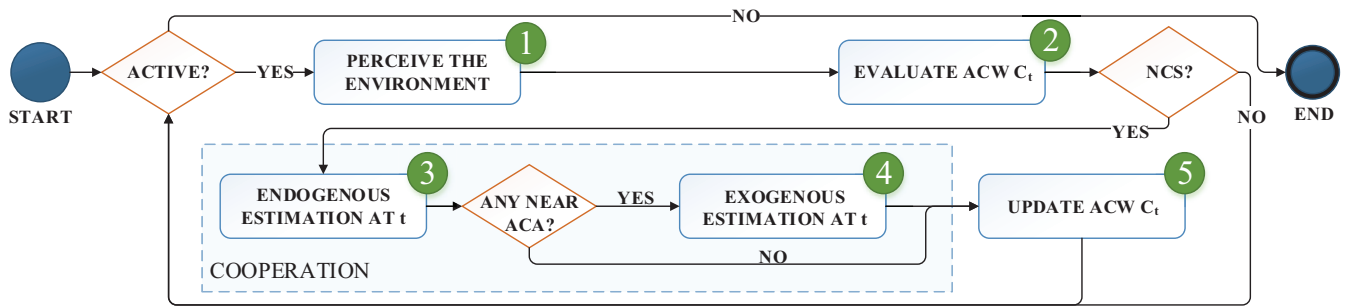 NO
1
2
ACTIVE?
YES
PERCEIVE THE
ENVIRONMENT
EVALUATE ACW Cₜ
NCS?
START
NO
END
YES
3
4
5
ENDOGENOUS
ESTIMATION AT t
ANY NEAR
ACA?
YES
EXOGENOUS
ESTIMATION AT t
UPDATE ACW Cₜ
NO
COOPERATION